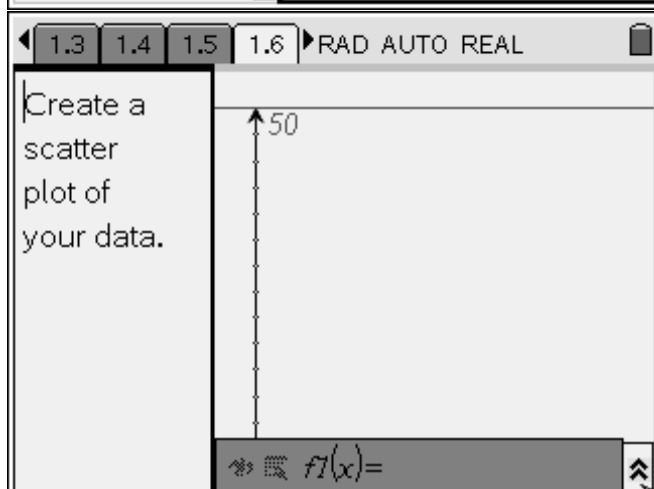 1.3 1.4 1.5 1.6 RAD AUTO REAL
Create a
scatter
plot of
your data.
50
f1(x)=